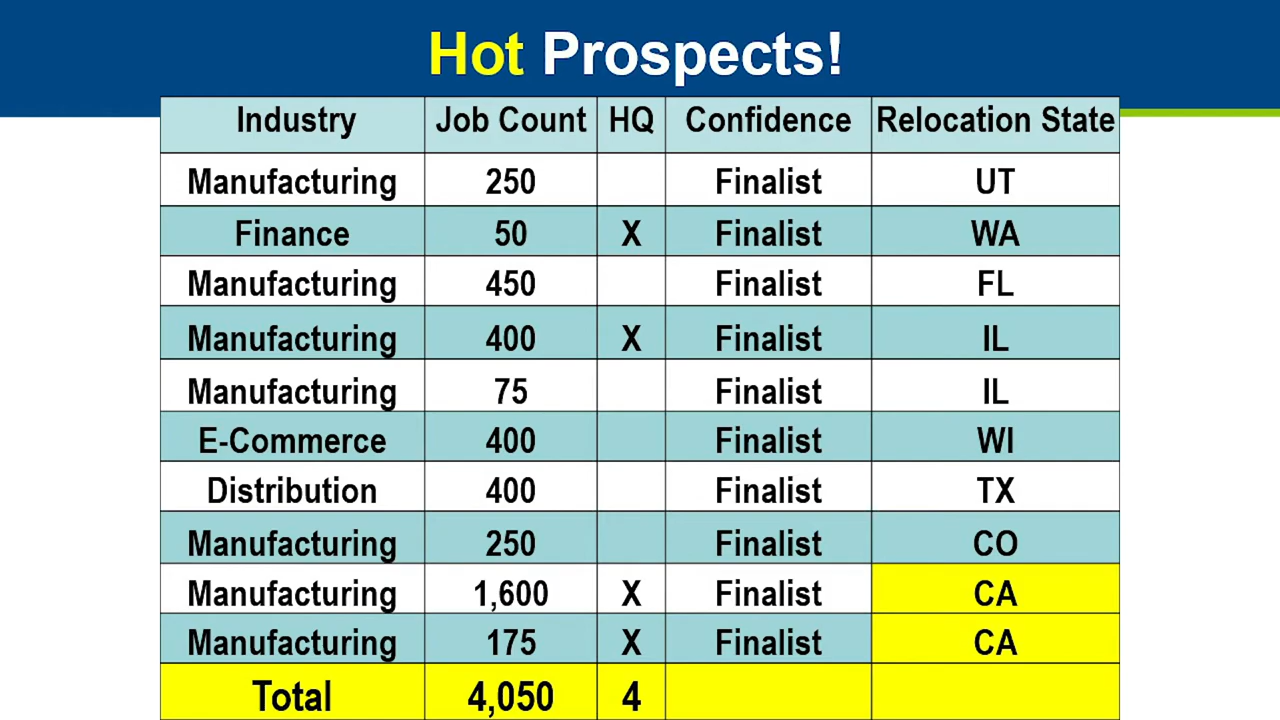 Hot Prospects!
Industry Job Count HQ Confidence Relocation State
Manufacturing 250 Finalist UT
Finance 50 X Finalist WA
Manufacturing 450 Finalist FL
Manufacturing 400 X Finalist IL
Manufacturing 75 Finalist IL
E-Commerce 400 Finalist WI
Distribution 400 Finalist TX
Manufacturing 250 Finalist CO
Manufacturing 1,600 X Finalist CA
Manufacturing 175 X Finalist CA
Total 4,050 4